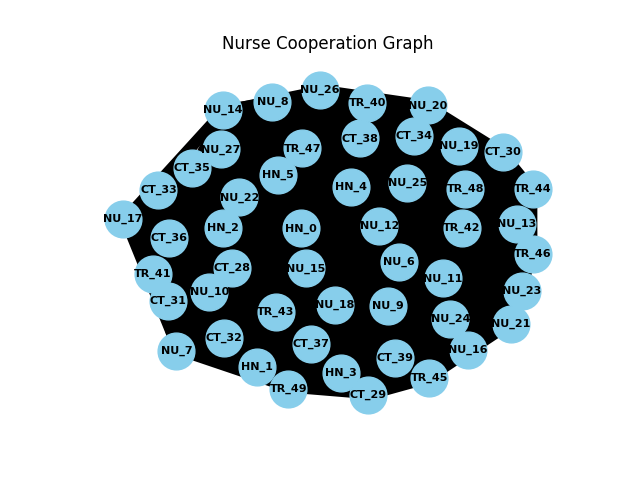 Nurse Cooperation Graph
NU_26
NU_8
TR_40
NU_20
NU_14
CT_34
CT_38
NU_19
TR_47
NU_27
CT_30
CT_35
HN_5
NU_25
HN_4
TR_48
TR_44
CT_33
NU_22
NU_17
NU_13
NU_12
HN_2
HN_0
TR_42
CT_36
TR_46
NU_6
CT_28
NU_15
TR_41
NU_11
NU_10
NU_23
CT_31
NU_18
NU_9
TR_43
NU_24
NU_21
CT_32
CT_37
NU_16
NU_7
CT_39
HN_1
HN_3
TR_45
TR_49
CT_29